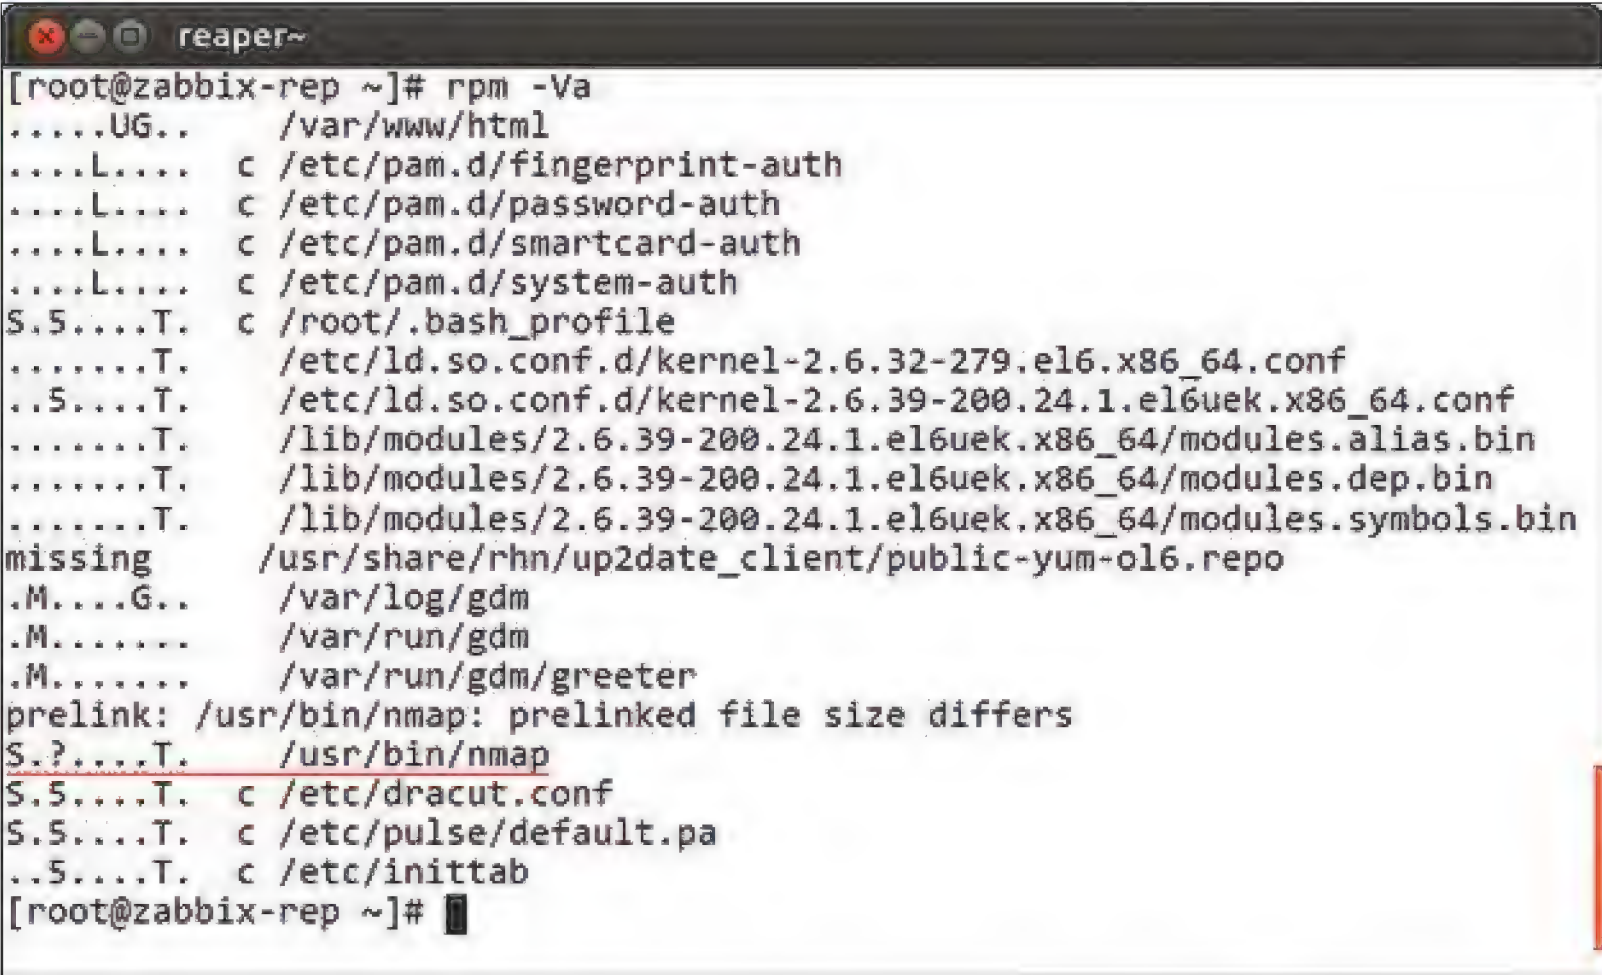 reaper~
[root@zabbix-rep ~]# rpm -Va
.....UG..    /var/www/html
....L....  c /etc/pam.d/fingerprint-auth
....L....  c /etc/pam.d/password-auth
....L....  c /etc/pam.d/smartcard-auth
....L....  c /etc/pam.d/system-auth
S.5....T.  c /root/.bash_profile
.......T.    /etc/ld.so.conf.d/kernel-2.6.32-279.el6.x86_64.conf
..5....T.    /etc/ld.so.conf.d/kernel-2.6.39-200.24.1.el6uek.x86_64.conf
.......T.    /lib/modules/2.6.39-200.24.1.el6uek.x86_64/modules.alias.bin
.......T.    /lib/modules/2.6.39-200.24.1.el6uek.x86_64/modules.dep.bin
.......T.    /lib/modules/2.6.39-200.24.1.el6uek.x86_64/modules.symbols.bin
missing     /usr/share/rhn/up2date_client/public-yum-ol6.repo
.M....G..    /var/log/gdm
.M.......    /var/run/gdm
.M.......    /var/run/gdm/greeter
prelink: /usr/bin/nmap: prelinked file size differs
S.?....T.    /usr/bin/nmap
S.5....T.  c /etc/dracut.conf
S.5....T.  c /etc/pulse/default.pa
..5....T.  c /etc/inittab
[root@zabbix-rep ~]#